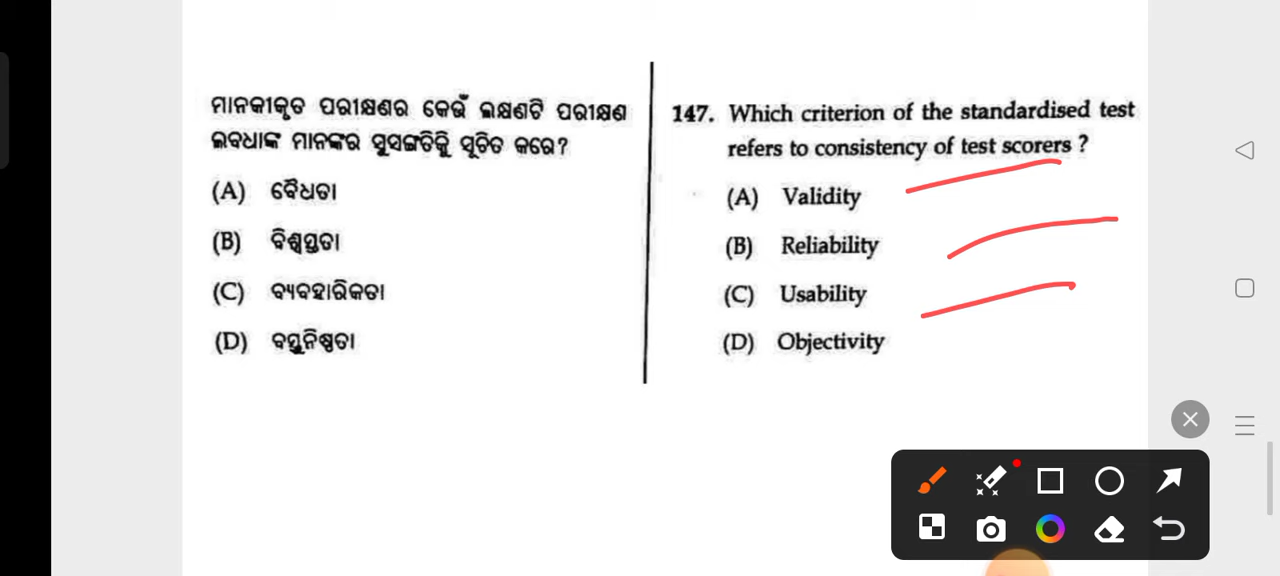 ମାନକୀକୃତ ପରୀକ୍ଷଣର କେଉଁ ଲକ୍ଷଣଟି ପରୀକ୍ଷଣ
ଲବଧାଙ୍କ ମାନଙ୍କର ସୁସଙ୍ଗତିକୁ ସୂଚିତ କରେ?
(A) ବୈଧତା
(B) ବିଶ୍ୱସ୍ତତା
(C) ବ୍ୟବହାରିକତା
(D) ବସ୍ତୁନିଷ୍ଠତା
147. Which criterion of the standardised test
refers to consistency of test scorers ?
(A) Validity
(B) Reliability
(C) Usability
(D) Objectivity